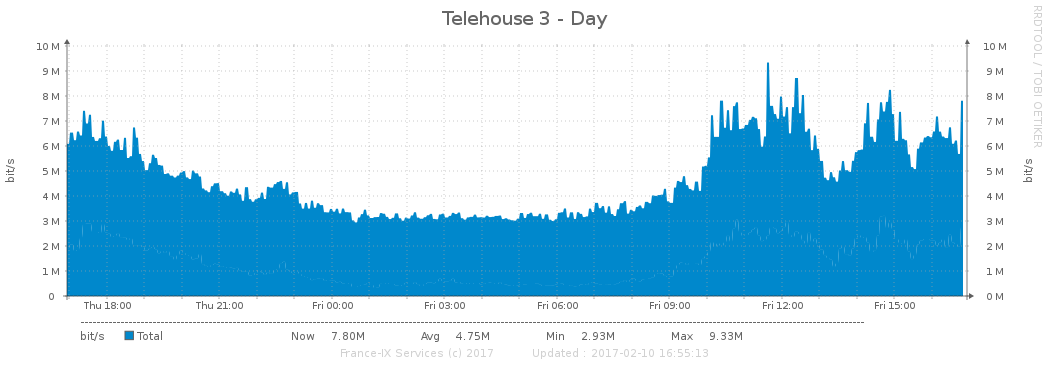 Telehouse 3 - Day
RRDTOOL / TOBI OETIKER
bit/s
10 M 10 M
9 M 9 M
8 M 8 M
7 M 7 M
6 M 6 M
5 M 5 M
4 M 4 M
3 M 3 M
2 M 2 M
1 M 1 M
0 0 M
bit/s
Thu 18:00 Thu 21:00 Fri 00:00 Fri 03:00 Fri 06:00 Fri 09:00 Fri 12:00 Fri 15:00
bit/s Total Now 7.80M Avg 4.75M Min 2.93M Max 9.33M
France-IX Services (c) 2017 Updated : 2017-02-10 16:55:13